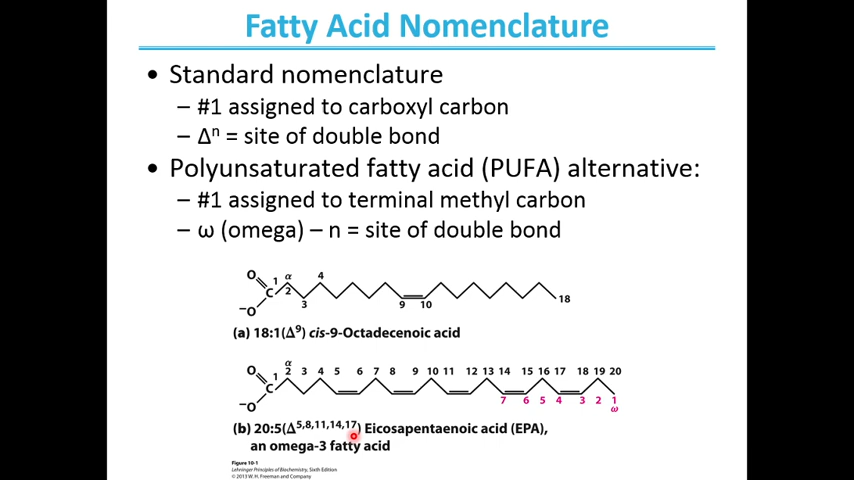 Fatty Acid Nomenclature
• Standard nomenclature
– #1 assigned to carboxyl carbon
– Δⁿ = site of double bond
• Polyunsaturated fatty acid (PUFA) alternative:
– #1 assigned to terminal methyl carbon
– ω (omega) – n = site of double bond
O 1 α 4
C 2
⁻O 3 9 10 18
(a) 18:1(Δ⁹) cis-9-Octadecenoic acid
O 1 α 2 3 4 5 6 7 8 9 10 11 12 13 14 15 16 17 18 19 20
C
⁻O 7 6 5 4 3 2 1
ω
(b) 20:5(Δ⁵,⁸,¹¹,¹⁴,¹⁷) Eicosapentaenoic acid (EPA),
an omega-3 fatty acid
Figure 10-1
Lehninger Principles of Biochemistry, Sixth Edition
© 2013 W. H. Freeman and Company